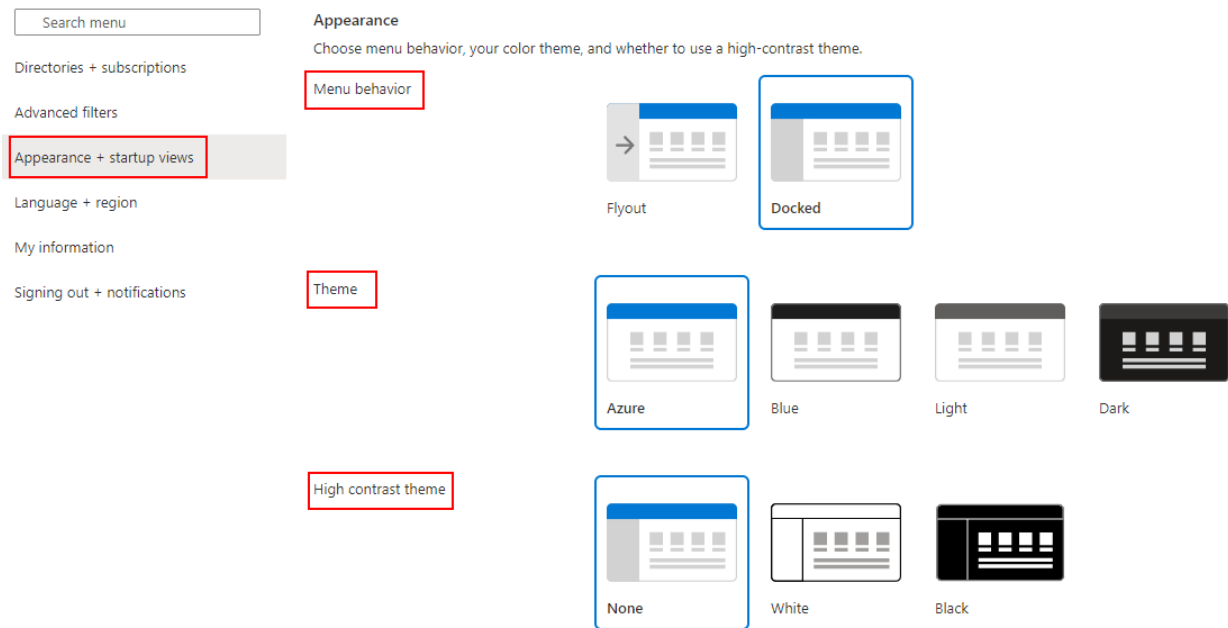 Search menu
Directories + subscriptions
Advanced filters
Appearance + startup views
Language + region
My information
Signing out + notifications
Appearance
Choose menu behavior, your color theme, and whether to use a high-contrast theme.
Menu behavior
Flyout
Docked
Theme
Azure
Blue
Light
Dark
High contrast theme
None
White
Black